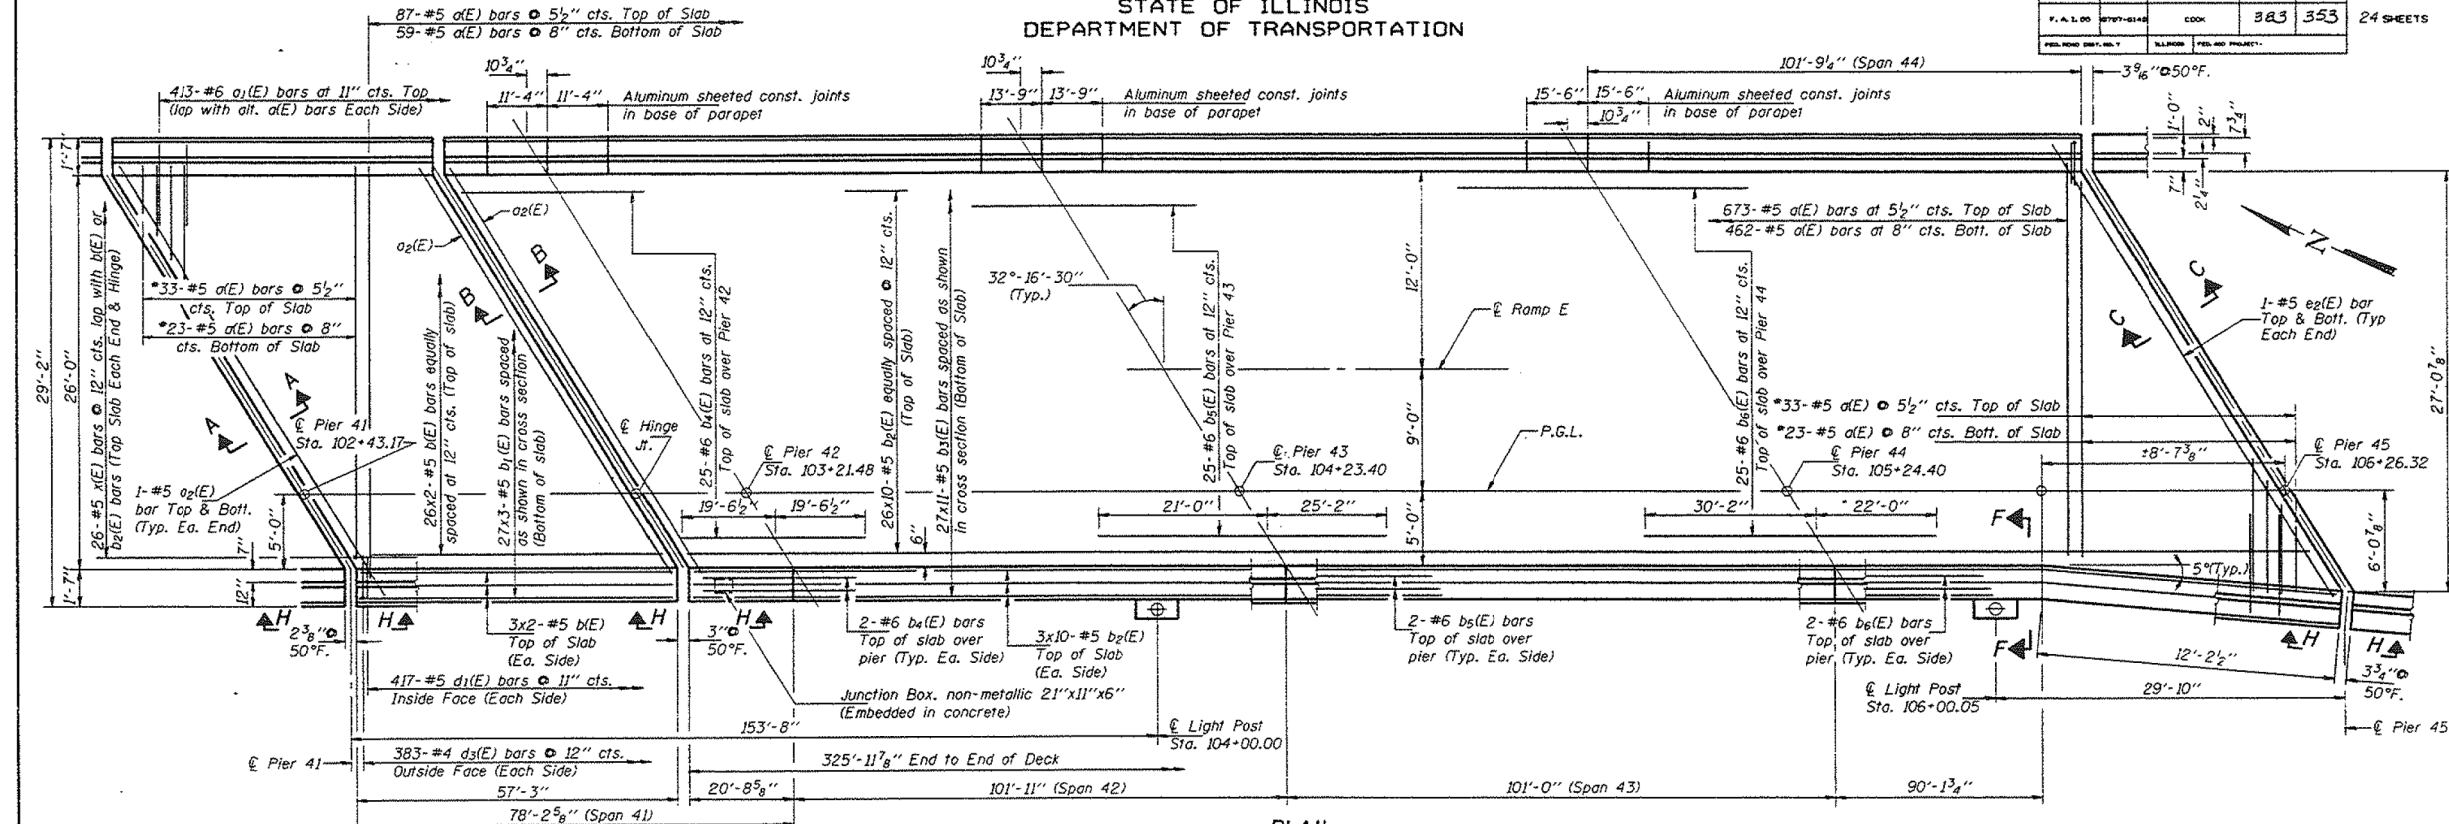 STATE OF ILLINOIS
DEPARTMENT OF TRANSPORTATION
COOK
383
353
24 SHEETS
ILLINOIS
87-#5 a(E) bars @ 5½" cts. Top of Slab
59-#5 a(E) bars @ 8" cts. Bottom of Slab
413-#6 a₁(E) bars at 11" cts. Top
(lap with alt. a(E) bars Each Side)
10¾"
11'-4"
11'-4"
Aluminum sheeted const. joints
in base of parapet
10¾"
13'-9"
13'-9"
Aluminum sheeted const. joints
in base of parapet
15'-6"
15'-6"
10¾"
Aluminum sheeted const. joints
in base of parapet
101'-9¼" (Span 44)
3 9/16" @ 50°F.
1'-0"
2"
7¾"
7"
2¼"
N
1'-7"
29'-2"
26'-0"
1'-7"
26-#5 x(E) bars @ 12" cts. lap with b(E) or
b₂(E) bars (Top Slab Each End & Hinge)
*33-#5 a(E) bars @ 5½"
cts. Top of Slab
*23-#5 a(E) bars @ 8"
cts. Bottom of Slab
A
A
℄ Pier 41
Sta. 102+43.17
1-#5 a₂(E)
bar Top & Bott.
(Typ. Ea. End)
5'-0"
7"
12"
a₂(E)
a₂(E)
B
B
26x2-#5 b(E) bars equally
spaced at 12" cts. (Top of slab)
27x3-#5 b₁(E) bars spaced
as shown in cross section
(Bottom of slab)
℄ Hinge
Jt.
25-#6 b₄(E) bars at 12" cts.
Top of slab over Pier 42
℄ Pier 42
Sta. 103+21.48
19'-6½"
19'-6½"
26x10-#5 b₂(E) equally spaced @ 12" cts.
(Top of Slab)
27x11-#5 b₃(E) bars spaced as shown
in cross section (Bottom of Slab)
6"
32°-16'-30"
(Typ.)
25-#6 b₅(E) bars at 12" cts.
Top of slab over Pier 43
℄ Pier 43
Sta. 104+23.40
21'-0"
25'-2"
12'-0"
9'-0"
5'-0"
℄ Ramp E
P.G.L.
673-#5 a(E) bars at 5½" cts. Top of Slab
462-#5 a(E) bars at 8" cts. Bott. of Slab
25-#6 b₆(E) bars at 12" cts.
Top of slab over Pier 44
*33-#5 a(E) @ 5½" cts. Top of Slab
*23-#5 a(E) @ 8" cts. Bott. of Slab
℄ Pier 44
Sta. 105+24.40
30'-2"
22'-0"
±8'-7⅜"
C
C
1-#5 e₂(E) bar
Top & Bott. (Typ
Each End)
℄ Pier 45
Sta. 106+26.32
27'-0⅞"
6'-0⅞"
5° (Typ.)
F
F
H
2⅜" @
50°F.
H
3x2-#5 b(E)
Top of Slab
(Ea. Side)
H
3" @
50°F.
H
2-#6 b₄(E) bars
Top of slab over
pier (Typ. Ea. Side)
3x10-#5 b₂(E)
Top of Slab
(Ea. Side)
2-#6 b₅(E) bars
Top of slab over
pier (Typ. Ea. Side)
2-#6 b₆(E) bars
Top of slab over
pier (Typ. Ea. Side)
H
H
12'-2½"
3¾" @
50°F.
417-#5 d₁(E) bars @ 11" cts.
Inside Face (Each Side)
Junction Box. non-metallic 21"x11"x6"
(Embedded in concrete)
℄ Light Post
Sta. 106+00.05
29'-10"
153'-8"
℄ Light Post
Sta. 104+00.00
℄ Pier 45
℄ Pier 41
383-#4 d₃(E) bars @ 12" cts.
Outside Face (Each Side)
325'-11⅞" End to End of Deck
57'-3"
20'-8⅝"
101'-11" (Span 42)
101'-0" (Span 43)
90'-1¾"
78'-2⅝" (Span 41)
PLAN